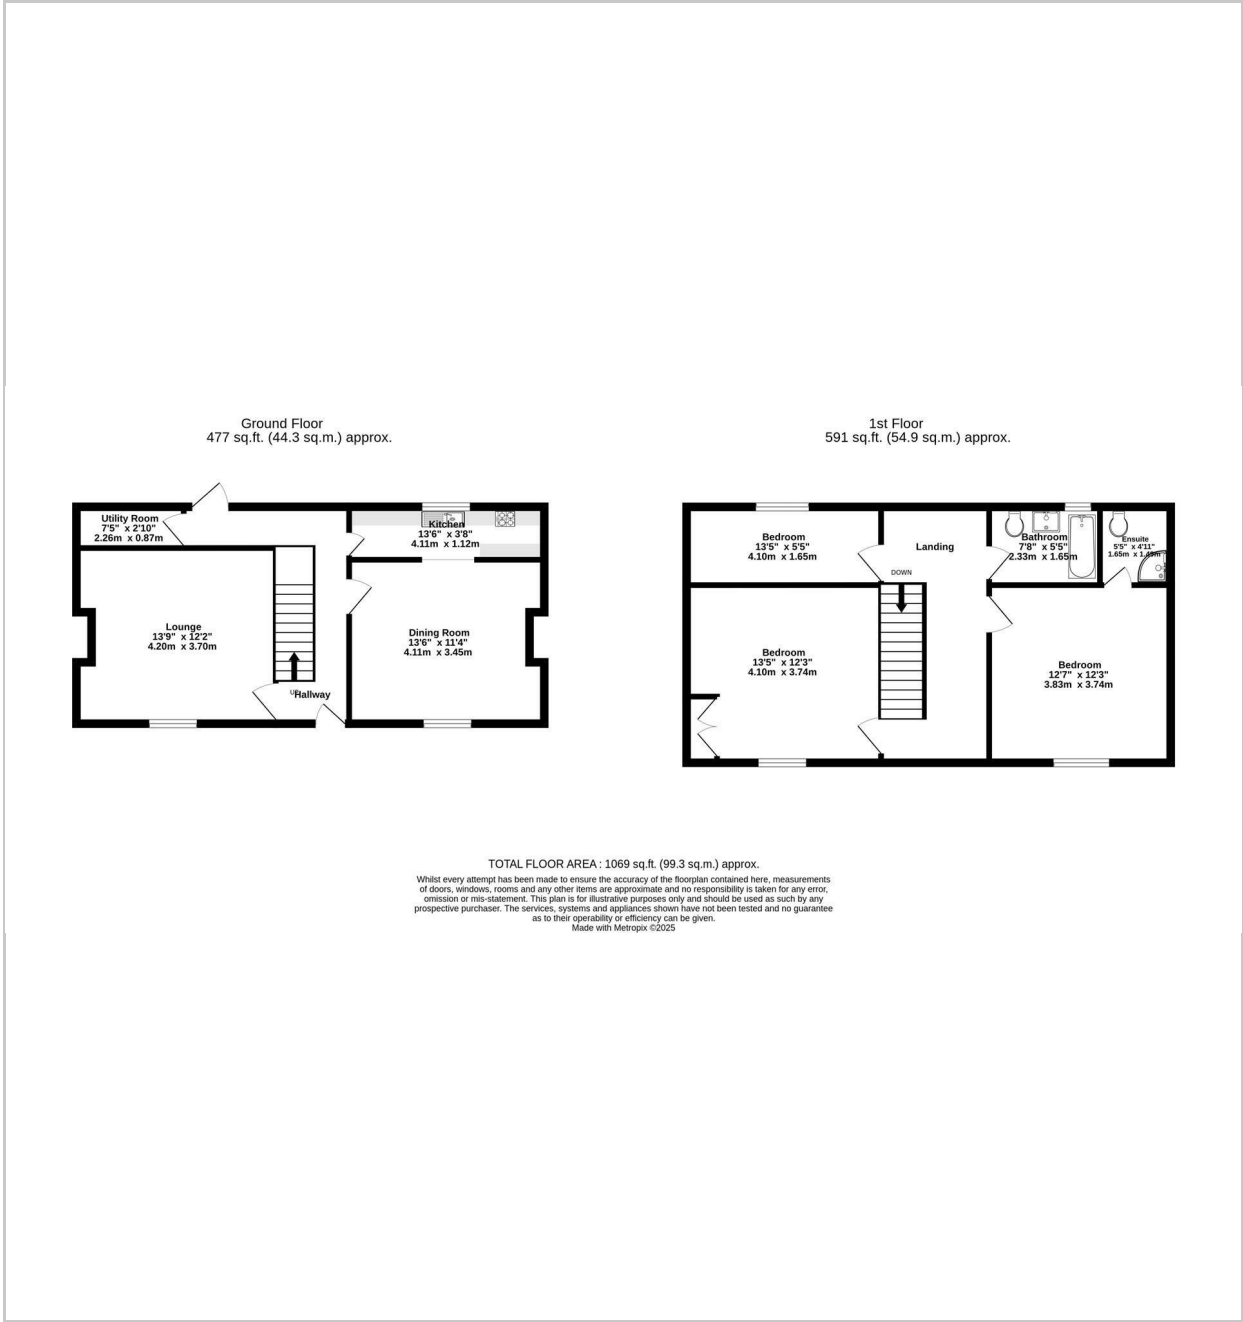 Ground Floor
477 sq.ft. (44.3 sq.m.) approx.
Utility Room
7'5" x 2'10"
2.26m x 0.87m
Kitchen
13'6" x 3'8"
4.11m x 1.12m
Lounge
13'9" x 12'2"
4.20m x 3.70m
Dining Room
13'6" x 11'4"
4.11m x 3.45m
Hallway
1st Floor
591 sq.ft. (54.9 sq.m.) approx.
Bedroom
13'5" x 5'5"
4.10m x 1.65m
Landing
DOWN
Bathroom
7'8" x 5'5"
2.33m x 1.65m
Ensuite
5'5" x 4'11"
1.65m x 1.49m
Bedroom
13'5" x 12'3"
4.10m x 3.74m
Bedroom
12'7" x 12'3"
3.83m x 3.74m
TOTAL FLOOR AREA : 1069 sq.ft. (99.3 sq.m.) approx.
Whilst every attempt has been made to ensure the accuracy of the floorplan contained here, measurements
of doors, windows, rooms and any other items are approximate and no responsibility is taken for any error,
omission or mis-statement. This plan is for illustrative purposes only and should be used as such by any
prospective purchaser. The services, systems and appliances shown have not been tested and no guarantee
as to their operability or efficiency can be given.
Made with Metropix ©2025